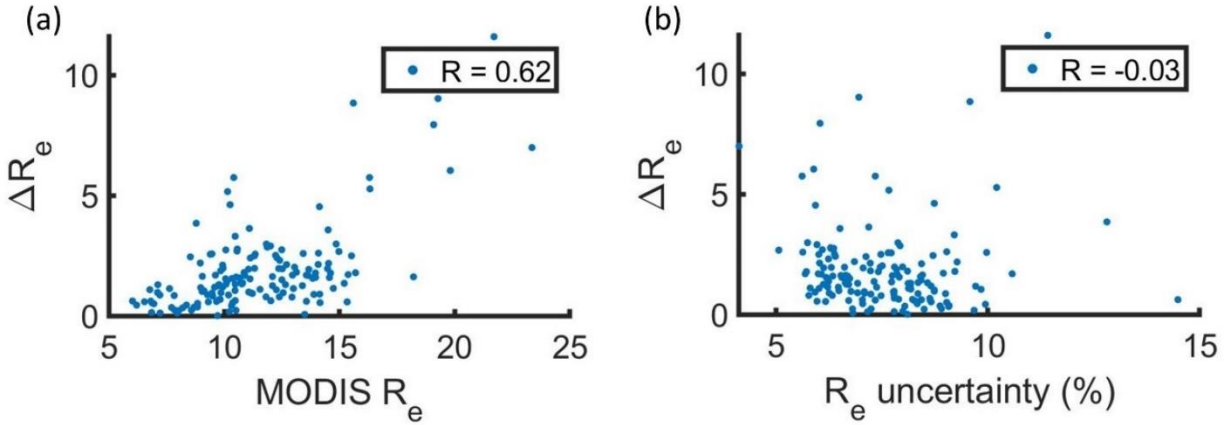 (a)
R = 0.62
ΔRe
10
5
0
5 10 15 20 25
MODIS Re
(b)
R = -0.03
ΔRe
10
5
0
5 10 15
Re uncertainty (%)